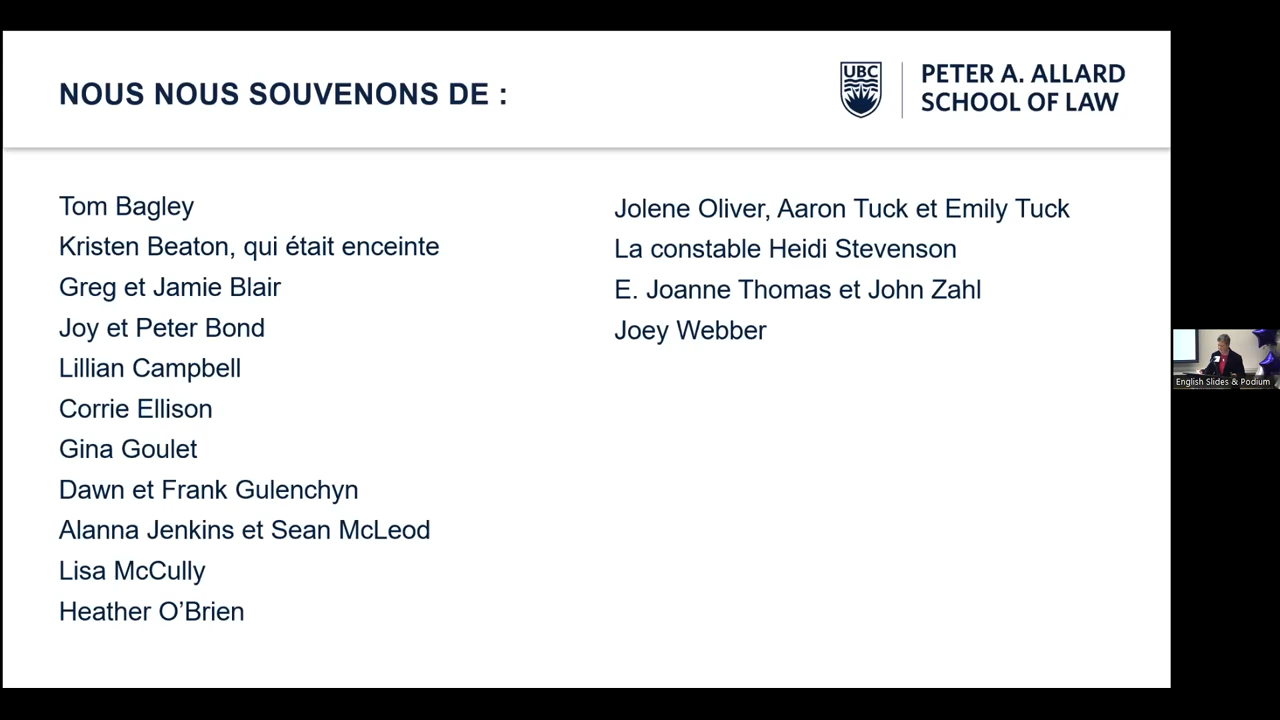 NOUS NOUS SOUVENONS DE :
UBC
PETER A. ALLARD
SCHOOL OF LAW
Tom Bagley
Kristen Beaton, qui était enceinte
Greg et Jamie Blair
Joy et Peter Bond
Lillian Campbell
Corrie Ellison
Gina Goulet
Dawn et Frank Gulenchyn
Alanna Jenkins et Sean McLeod
Lisa McCully
Heather O’Brien
Jolene Oliver, Aaron Tuck et Emily Tuck
La constable Heidi Stevenson
E. Joanne Thomas et John Zahl
Joey Webber
English Slides & Podium